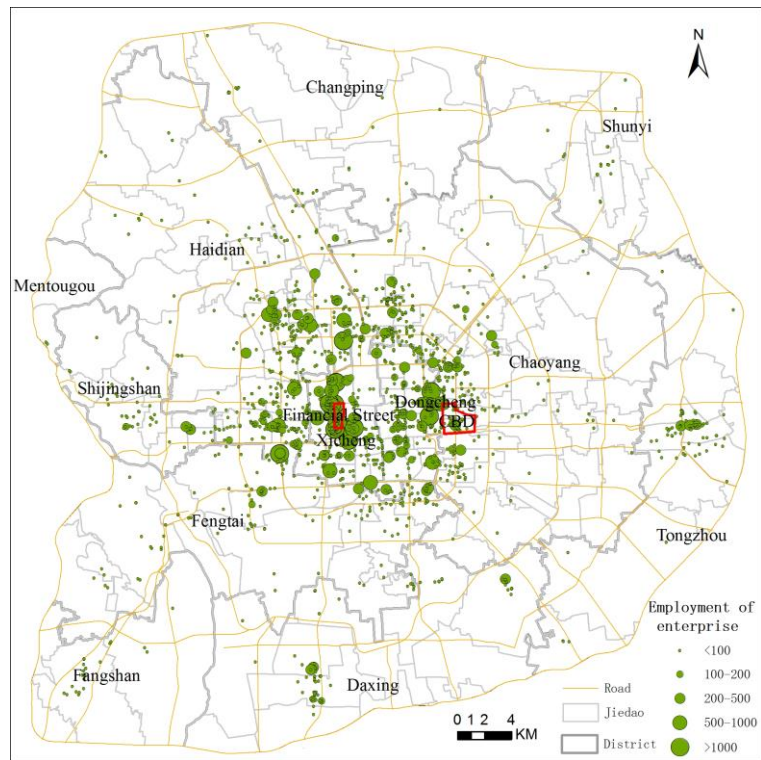 N
Changping
Shunyi
Haidian
Mentougou
Chaoyang
Shijingshan
Dongcheng
Financial Street
CBD
Xicheng
Fengtai
Tongzhou
Fangshan
Daxing
Employment of
enterprise
<100
100-200
200-500
500-1000
>1000
Road
Jiedao
District
0 1 2 4
KM